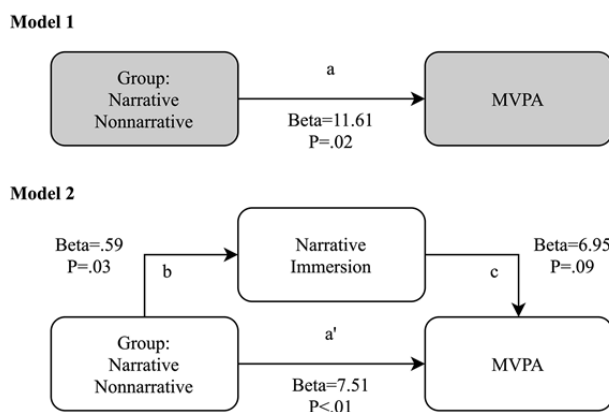 Model 1
Group:
Narrative
Nonnarrative
a
Beta=11.61
P=.02
MVPA
Model 2
Beta=.59
P=.03
b
Narrative
Immersion
c
Beta=6.95
P=.09
Group:
Narrative
Nonnarrative
a'
Beta=7.51
P<.01
MVPA